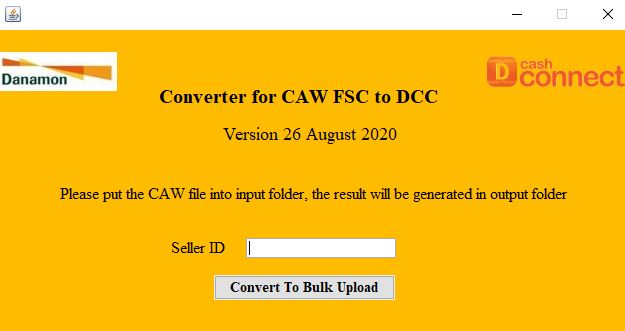 Danamon
cash
connect
Converter for CAW FSC to DCC
Version 26 August 2020
Please put the CAW file into input folder, the result will be generated in output folder
Seller ID
Convert To Bulk Upload